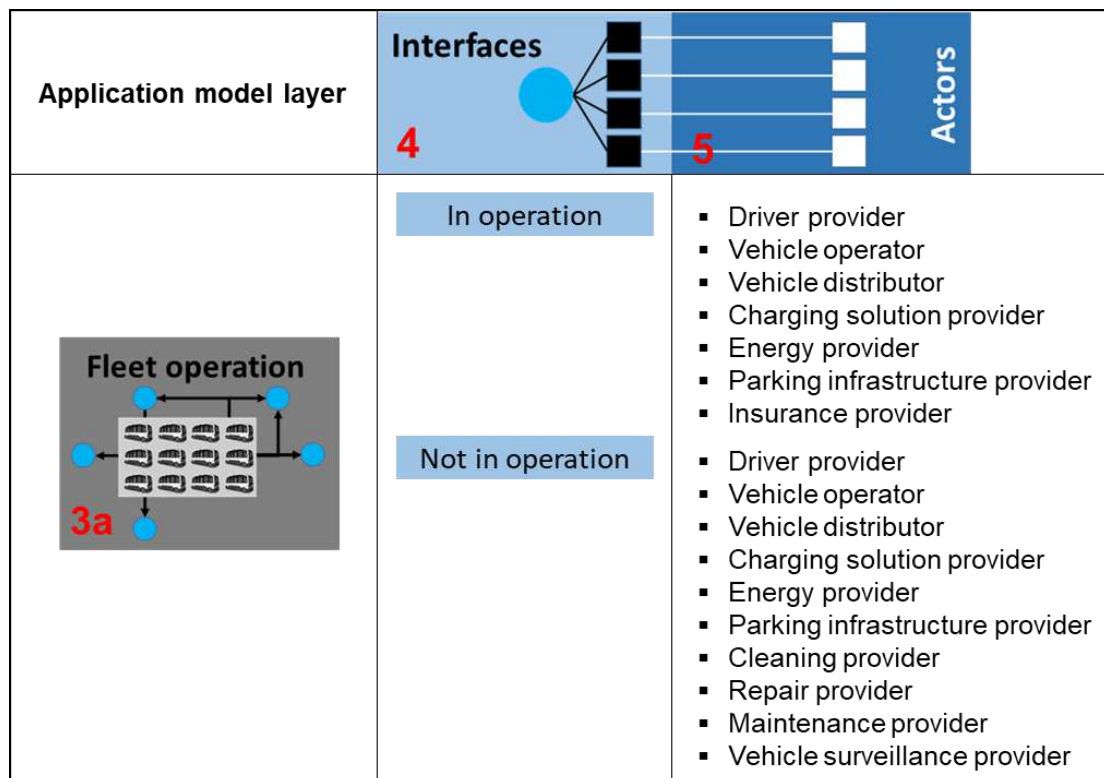 Application model layer
Interfaces
4
5
Actors
Fleet operation
3a
In operation
▪ Driver provider
▪ Vehicle operator
▪ Vehicle distributor
▪ Charging solution provider
▪ Energy provider
▪ Parking infrastructure provider
▪ Insurance provider
Not in operation
▪ Driver provider
▪ Vehicle operator
▪ Vehicle distributor
▪ Charging solution provider
▪ Energy provider
▪ Parking infrastructure provider
▪ Cleaning provider
▪ Repair provider
▪ Maintenance provider
▪ Vehicle surveillance provider